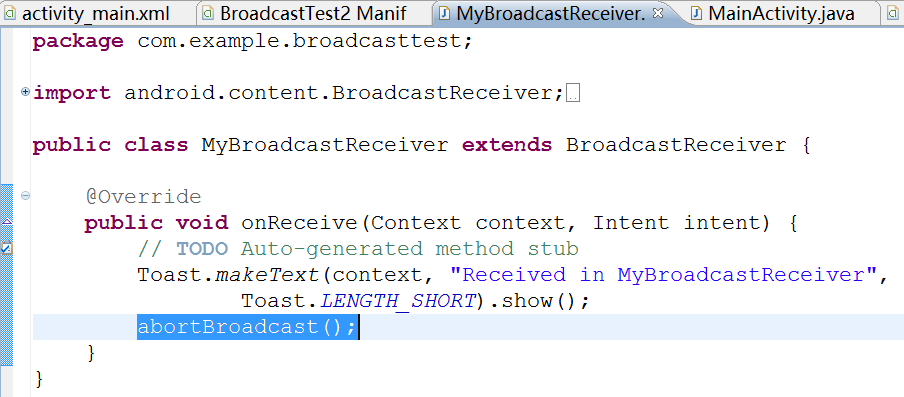 activity_main.xml
BroadcastTest2 Manif
MyBroadcastReceiver.
MainActivity.java
package com.example.broadcasttest;
import android.content.BroadcastReceiver;
public class MyBroadcastReceiver extends BroadcastReceiver {
@Override
public void onReceive(Context context, Intent intent) {
// TODO Auto-generated method stub
Toast.makeText(context, "Received in MyBroadcastReceiver",
Toast.LENGTH_SHORT).show();
abortBroadcast();
}
}